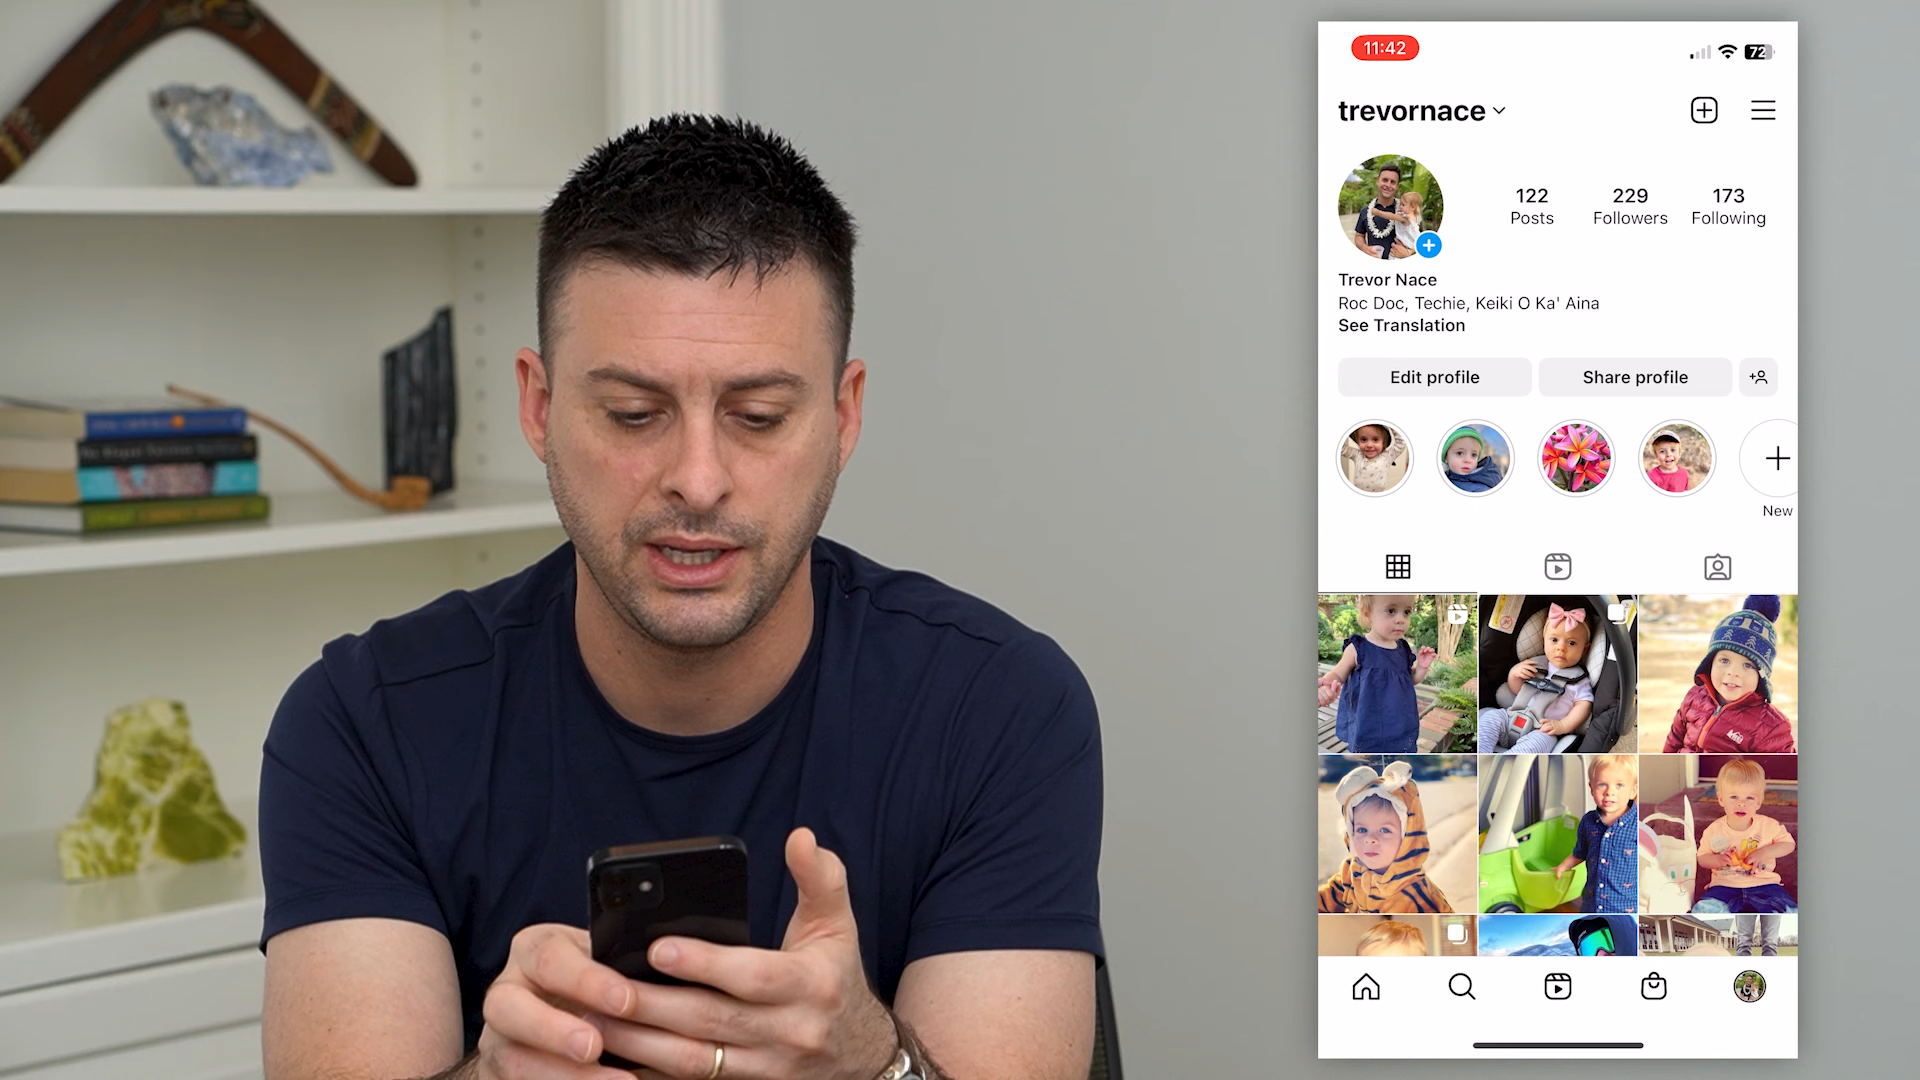 11:42
72
trevornace
122
Posts
229
Followers
173
Following
Trevor Nace
Roc Doc, Techie, Keiki O Ka' Aina
See Translation
Edit profile
Share profile
New